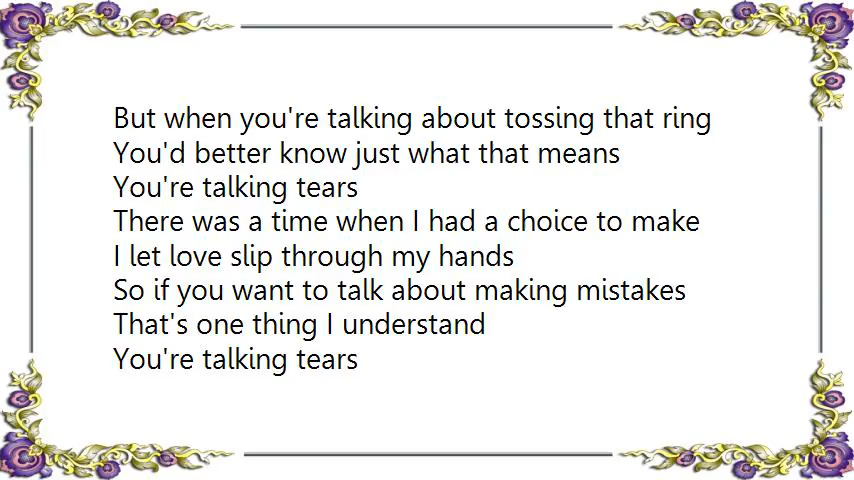 But when you're talking about tossing that ring
You'd better know just what that means
You're talking tears
There was a time when I had a choice to make
I let love slip through my hands
So if you want to talk about making mistakes
That's one thing I understand
You're talking tears